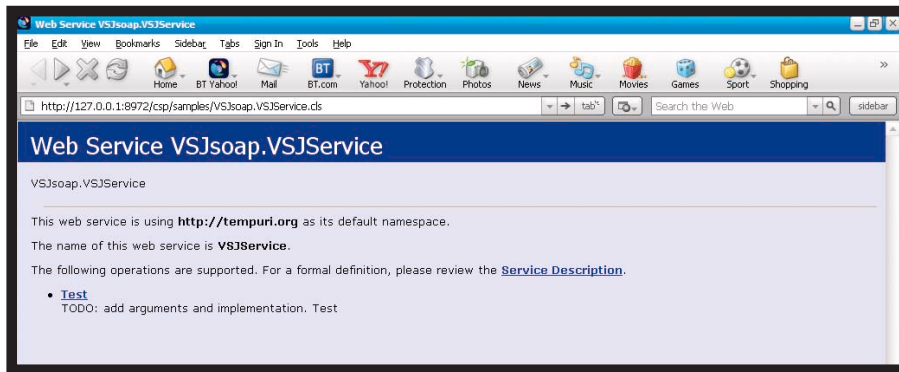 Web Service VSJsoap.VSJService
File Edit View Bookmarks Sidebar Tabs Sign In Tools Help
BT Y7
Home BT Yahoo! Mail BT.com Yahoo! Protection Photos News Music Movies Games Sport Shopping »
http://127.0.0.1:8972/csp/samples/VSJsoap.VSJService.cls tab+ Search the Web sidebar
Web Service VSJsoap.VSJService
VSJsoap.VSJService
This web service is using http://tempuri.org as its default namespace.
The name of this web service is VSJService.
The following operations are supported. For a formal definition, please review the Service Description.
• Test
TODO: add arguments and implementation. Test